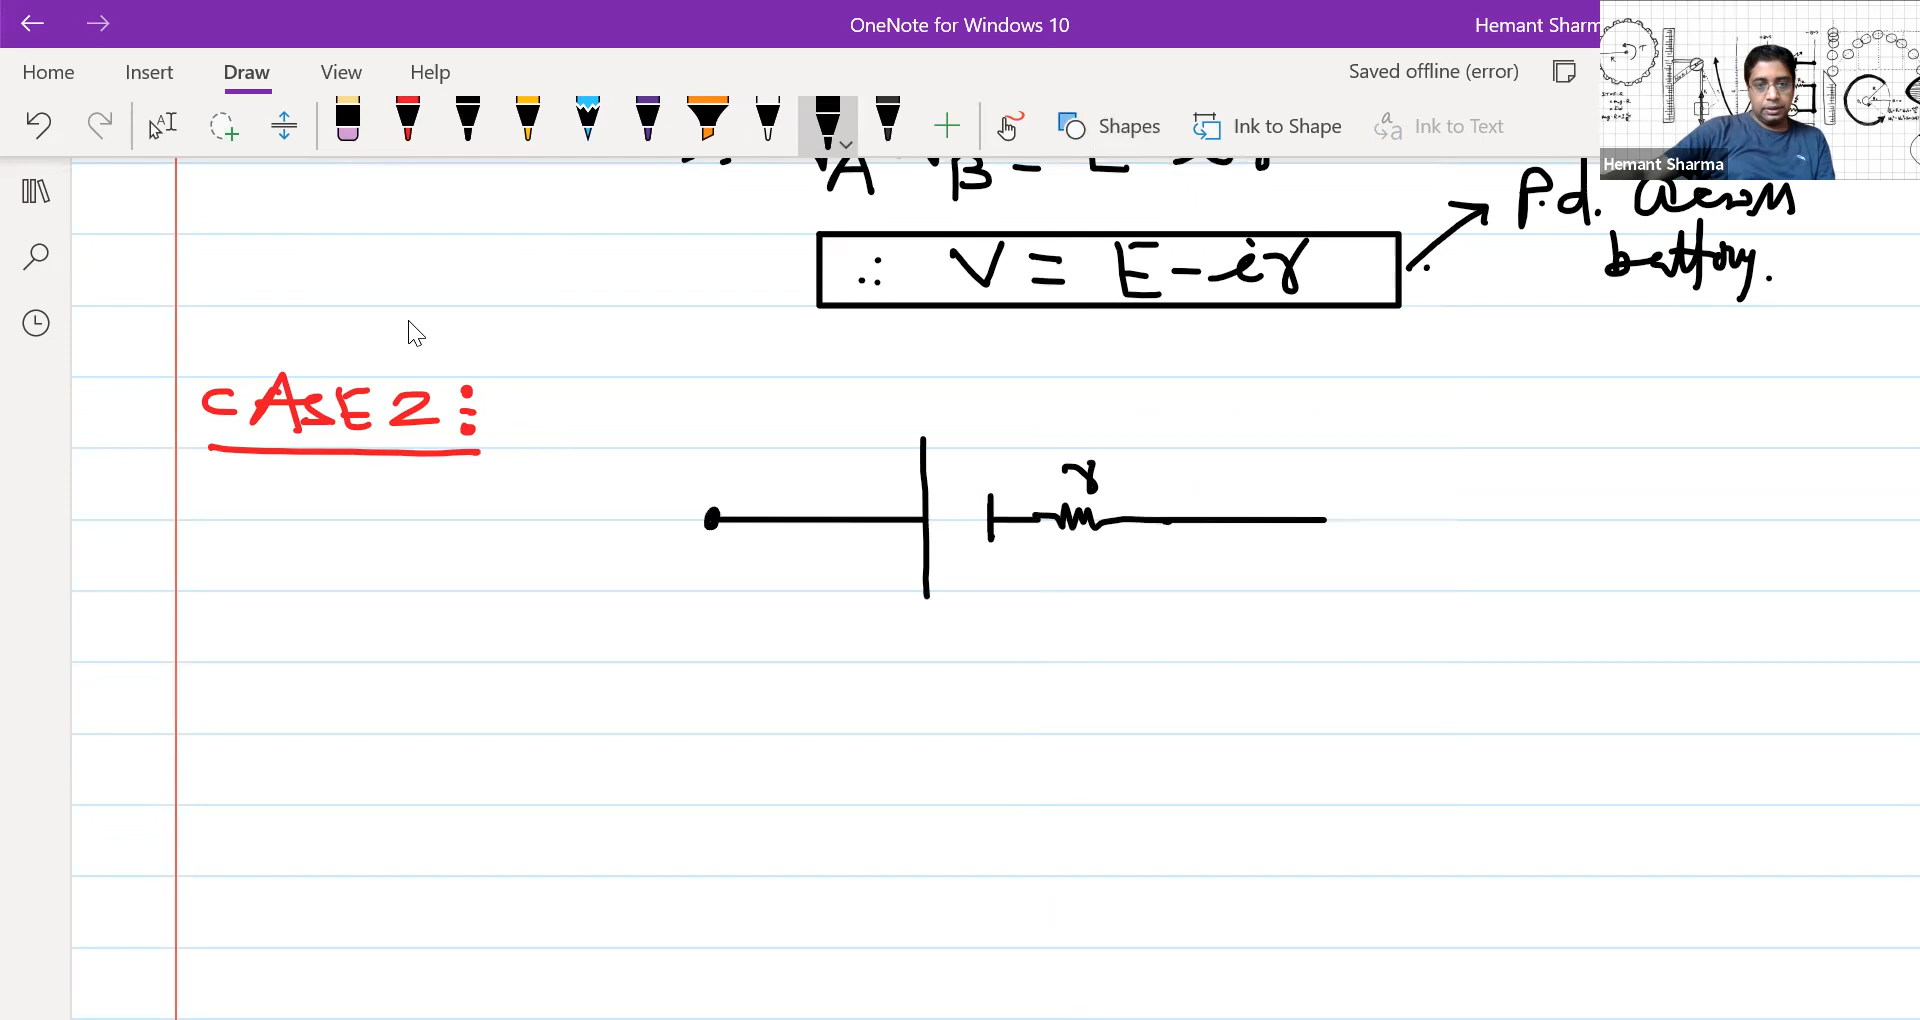 OneNote for Windows 10
Hemant Sharm
Home Insert Draw View Help
Saved offline (error)
Shapes Ink to Shape Ink to Text
Hemant Sharma
A B = E
P.d. across
battery.
∴ V = E - ir
CASE 2 :
r